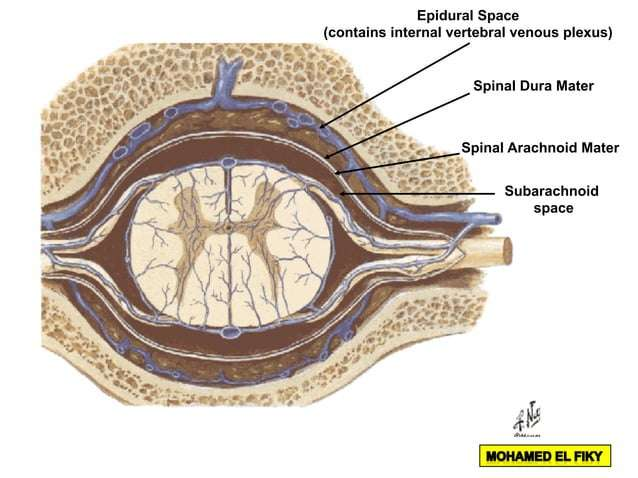 Epidural Space
(contains internal vertebral venous plexus)
Spinal Dura Mater
Spinal Arachnoid Mater
Subarachnoid
space
MOHAMED EL FIKY